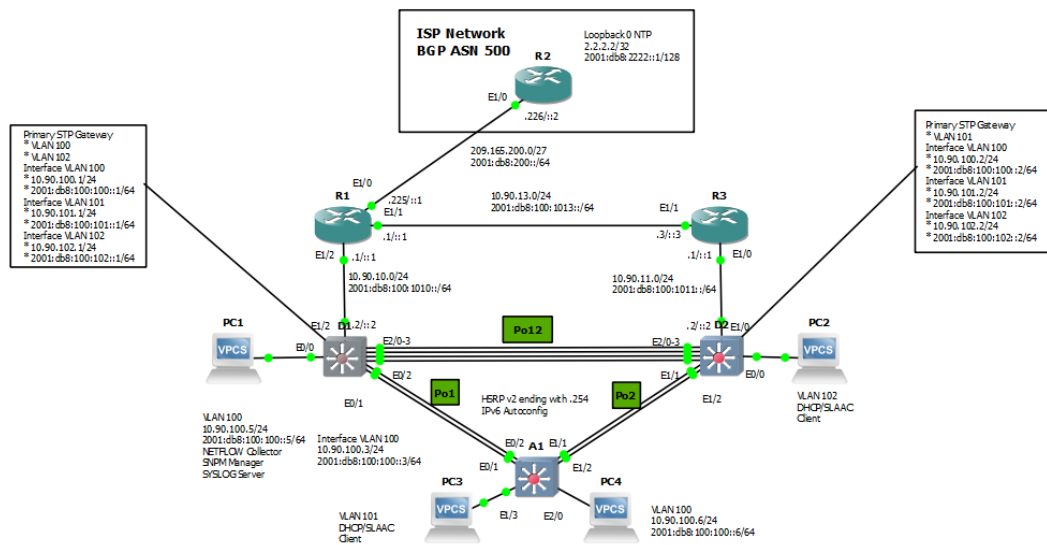 ISP Network
BGP ASN 500
Loopback 0 NTP
2.2.2.2/32
2001:db8:2222::1/128
R2
E1/0
.226/::2
Primary STP Gateway
* VLAN 100
* VLAN 102
Interface VLAN 100
* 10.90.100.1/24
* 2001:db8:100:100::1/64
Interface VLAN 101
* 10.90.101.1/24
* 2001:db8:100:101::1/64
Interface VLAN 102
* 10.90.102.1/24
* 2001:db8:100:102::1/64
Primary STP Gateway
* VLAN 101
Interface VLAN 100
* 10.90.100.2/24
* 2001:db8:100:100::2/64
Interface VLAN 101
* 10.90.101.2/24
* 2001:db8:100:101::2/64
Interface VLAN 102
* 10.90.102.2/24
* 2001:db8:100:102::2/64
209.165.200.0/27
2001:db8:200::/64
E1/0
R1
.225/::1
E1/1
.1/::1
E1/2
.1/::1
10.90.13.0/24
2001:db8:100:1013::/64
E1/1
R3
.3/::3
.1/::1
E1/0
10.90.10.0/24
2001:db8:100:1010::/64
10.90.11.0/24
2001:db8:100:1011::/64
PC1
VPCS
E0/0
E1/2
.2/::2
D1
E2/0-3
Po12
E2/0-3
.2/::2
D2
E1/0
E0/0
PC2
VPCS
E0/2
E0/1
Po1
HSRP v2 ending with .254
IPv6 Autoconfig
Po2
E1/1
E1/2
VLAN 102
DHCP/SLAAC
Client
VLAN 100
10.90.100.5/24
2001:db8:100:100::5/64
NETFLOW Collector
SNPM Manager
SYSLOG Server
Interface VLAN 100
10.90.100.3/24
2001:db8:100:100::3/64
E0/2
A1
E1/1
E0/1
E1/2
PC3
VPCS
E1/3
E2/0
PC4
VPCS
VLAN 101
DHCP/SLAAC
Client
VLAN 100
10.90.100.6/24
2001:db8:100:100::6/64